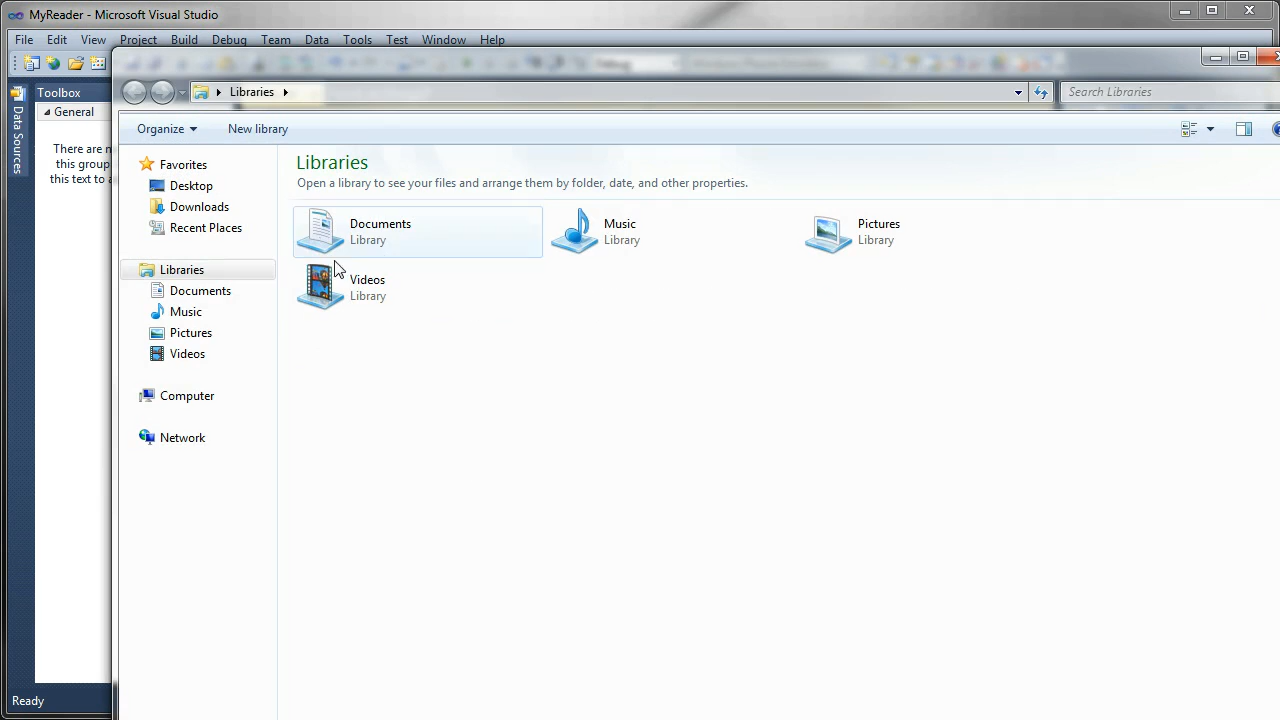 MyReader - Microsoft Visual Studio
File Edit View Project Build Debug Team Data Tools Test Window Help
Toolbox
General
There are n
this group
this text to a
Data Sources
Ready
Libraries
Search Libraries
Organize New library
Favorites
Desktop
Downloads
Recent Places
Libraries
Documents
Music
Pictures
Videos
Computer
Network
Libraries
Open a library to see your files and arrange them by folder, date, and other properties.
Documents
Library
Music
Library
Pictures
Library
Videos
Library